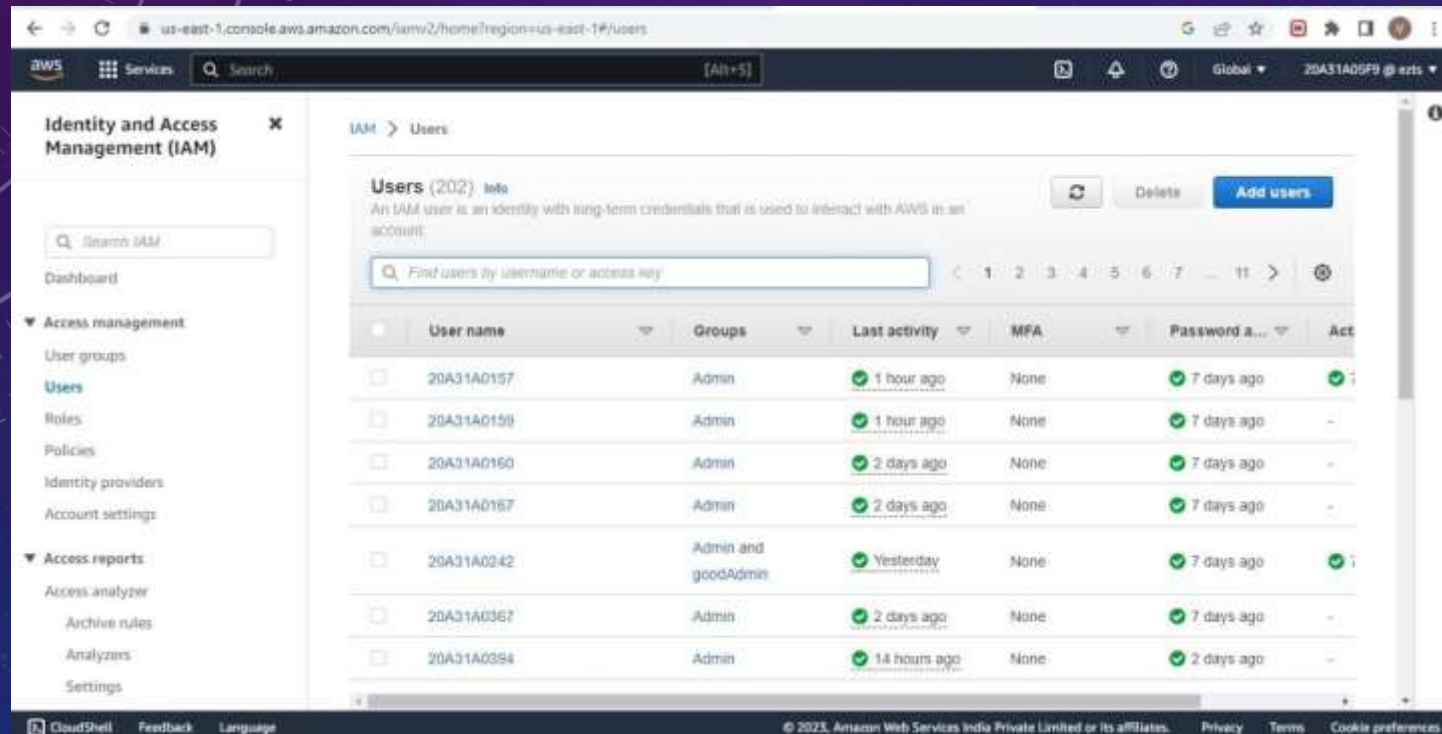 us-east-1.console.aws.amazon.com/iamv2/home?region=us-east-1#/users
aws Services Search [Alt+S] Global 20A31A05F9 @ ezts
Identity and Access
Management (IAM)
Search IAM
Dashboard
Access management
User groups
Users
Roles
Policies
Identity providers
Account settings
Access reports
Access analyzer
Archive rules
Analyzers
Settings
IAM > Users
Users (202) Info
Delete Add users
An IAM user is an identity with long-term credentials that is used to interact with AWS in an
account.
Find users by username or access key
1 2 3 4 5 6 7 ... 11
User name Groups Last activity MFA Password a... Act
20A31A0157 Admin 1 hour ago None 7 days ago
20A31A0159 Admin 1 hour ago None 7 days ago -
20A31A0160 Admin 2 days ago None 7 days ago -
20A31A0167 Admin 2 days ago None 7 days ago -
20A31A0242 Admin and goodAdmin Yesterday None 7 days ago
20A31A0367 Admin 2 days ago None 7 days ago -
20A31A0394 Admin 14 hours ago None 2 days ago -
CloudShell Feedback Language © 2023, Amazon Web Services India Private Limited or its affiliates. Privacy Terms Cookie preferences